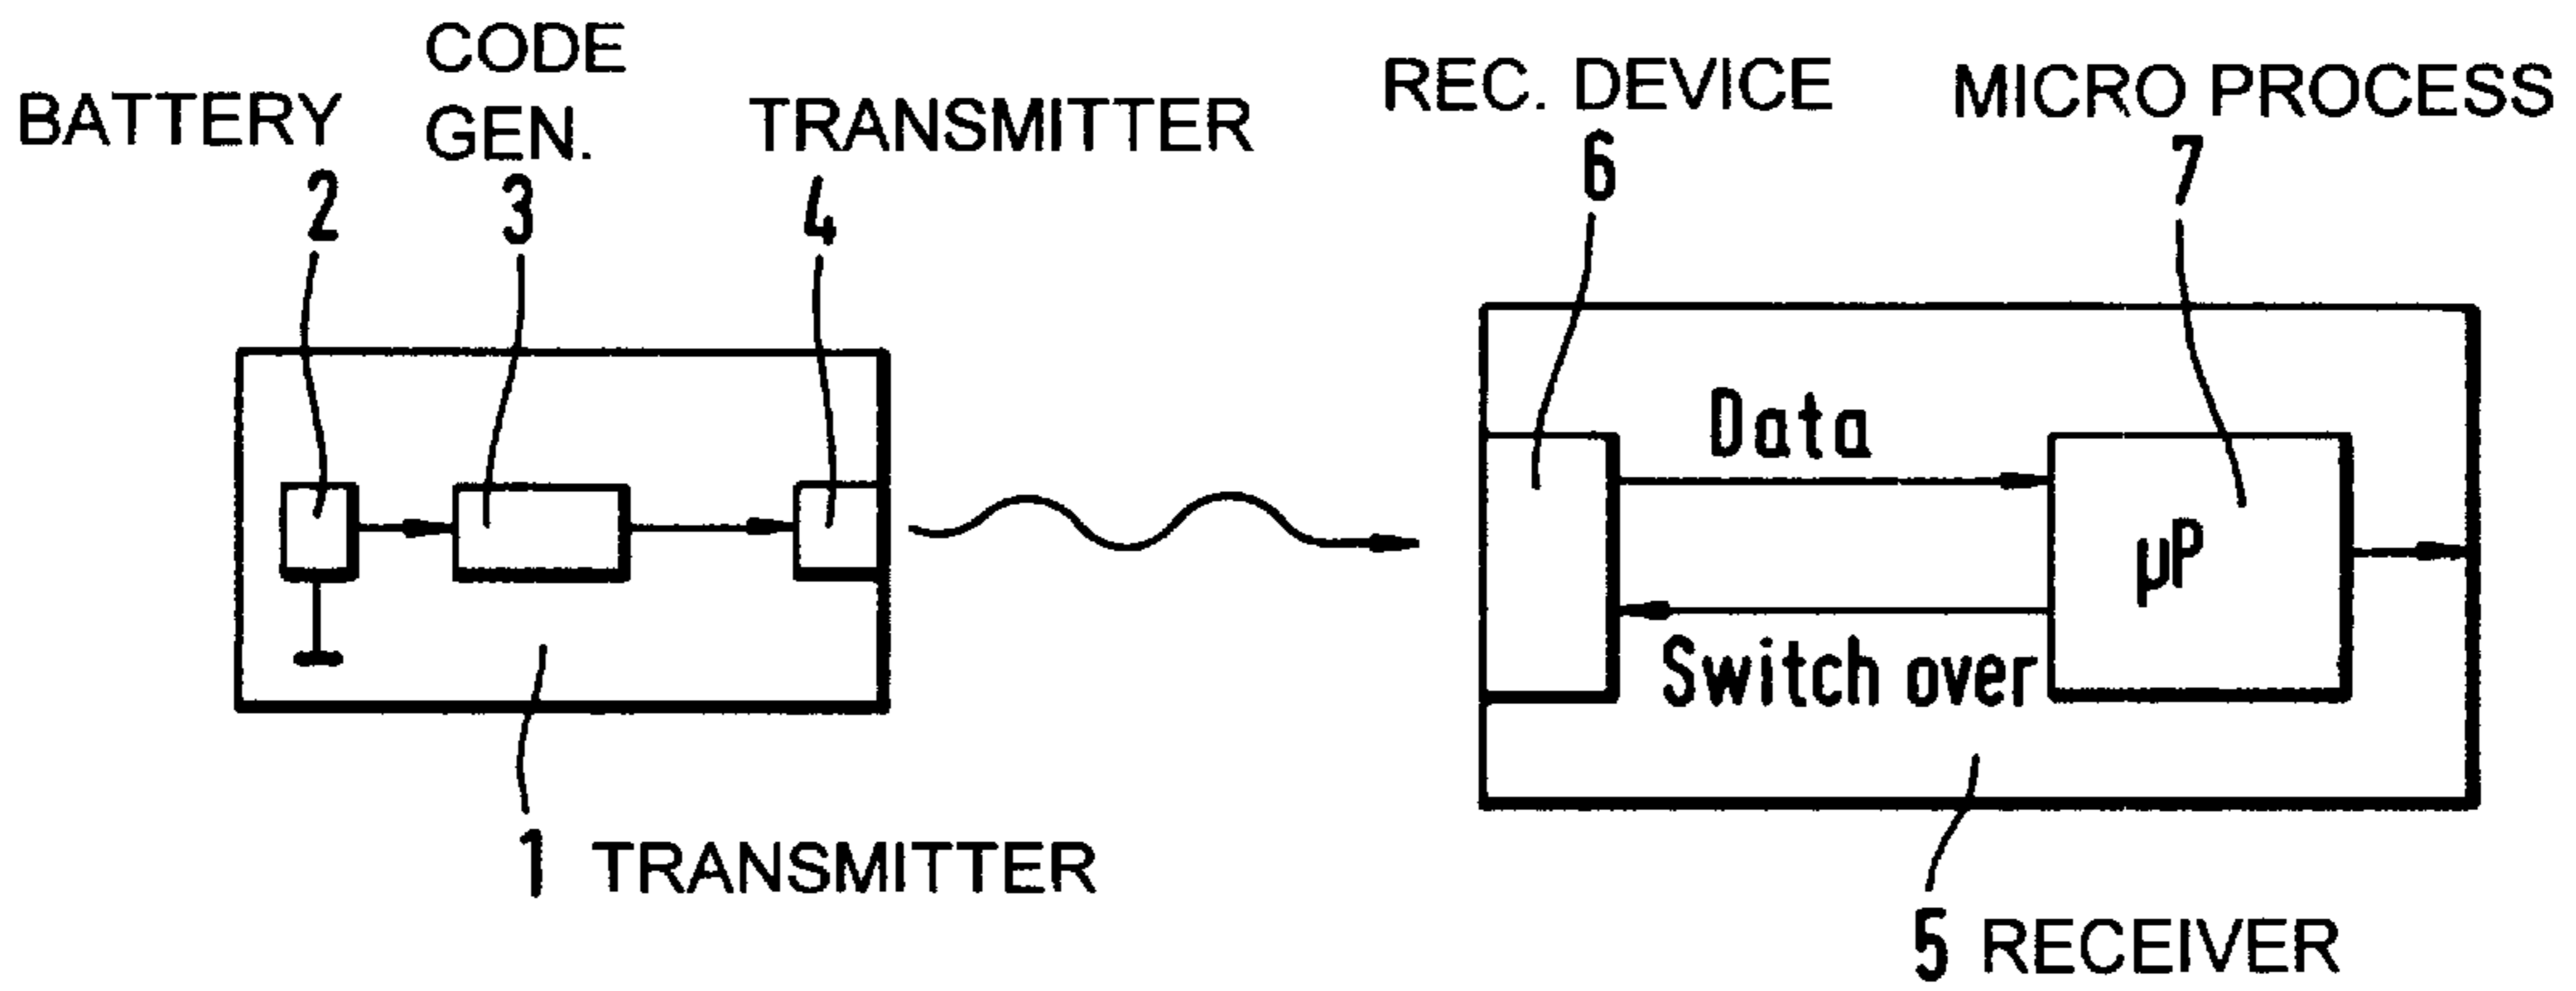 CODE
GEN.
3
BATTERY
2
TRANSMITTER
4
REC. DEVICE
6
MICRO PROCESS
7
Data
µP
Switch over
1 TRANSMITTER
5 RECEIVER